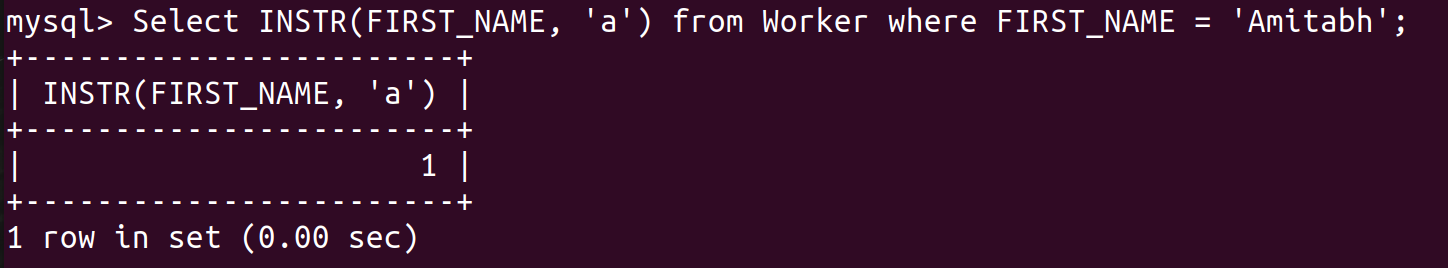 mysql> Select INSTR(FIRST_NAME, 'a') from Worker where FIRST_NAME = 'Amitabh';
+------------------------+
| INSTR(FIRST_NAME, 'a') |
+------------------------+
|                      1 |
+------------------------+
1 row in set (0.00 sec)